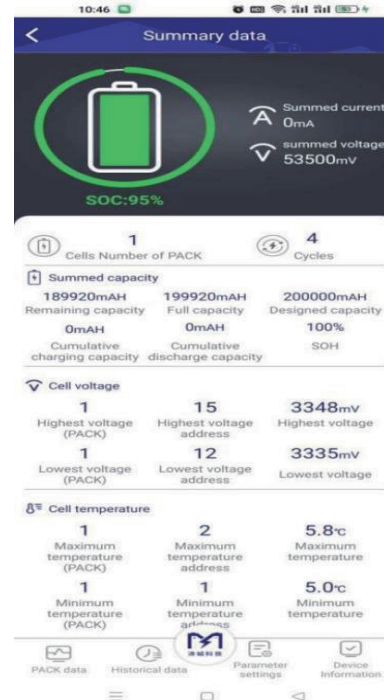 10:46
Summary data
Summed current
0mA
summed voltage
53500mV
SOC:95%
1
Cells Number of PACK
4
Cycles
Summed capacity
189920mAH 199920mAH 200000mAH
Remaining capacity Full capacity Designed capacity
0mAH 0mAH 100%
Cumulative charging capacity Cumulative discharge capacity SOH
Cell voltage
1 15 3348mV
Highest voltage (PACK) Highest voltage address Highest voltage
1 12 3335mV
Lowest voltage (PACK) Lowest voltage address Lowest voltage
Cell temperature
1 2 5.8℃
Maximum temperature (PACK) Maximum temperature address Maximum temperature
1 1 5.0℃
Minimum temperature (PACK) Minimum temperature address Minimum temperature
PACK data Historical data Parameter settings Device Information